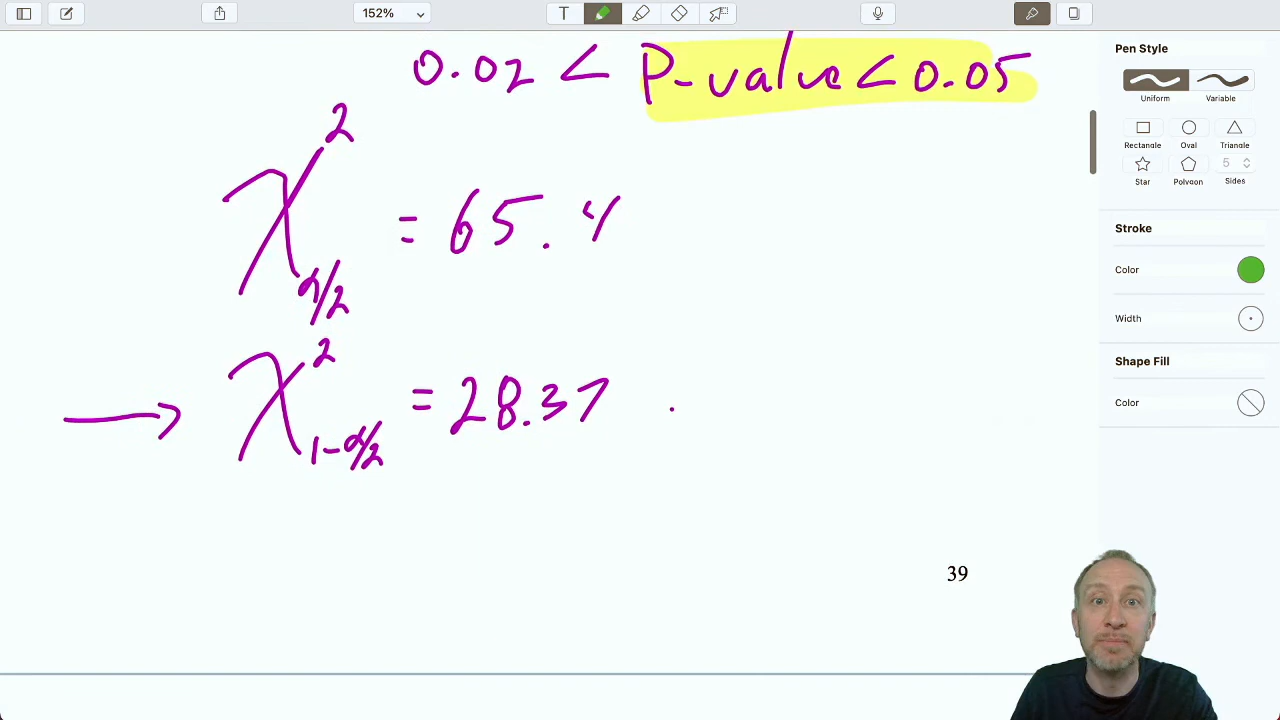 152%
T
0.02 < P-value < 0.05
χ²α/2 = 65.4
χ²1-α/2 = 28.37
39
Pen Style
Uniform Variable
Rectangle Oval Triangle
5
Star Polygon Sides
Stroke
Color
Width
Shape Fill
Color